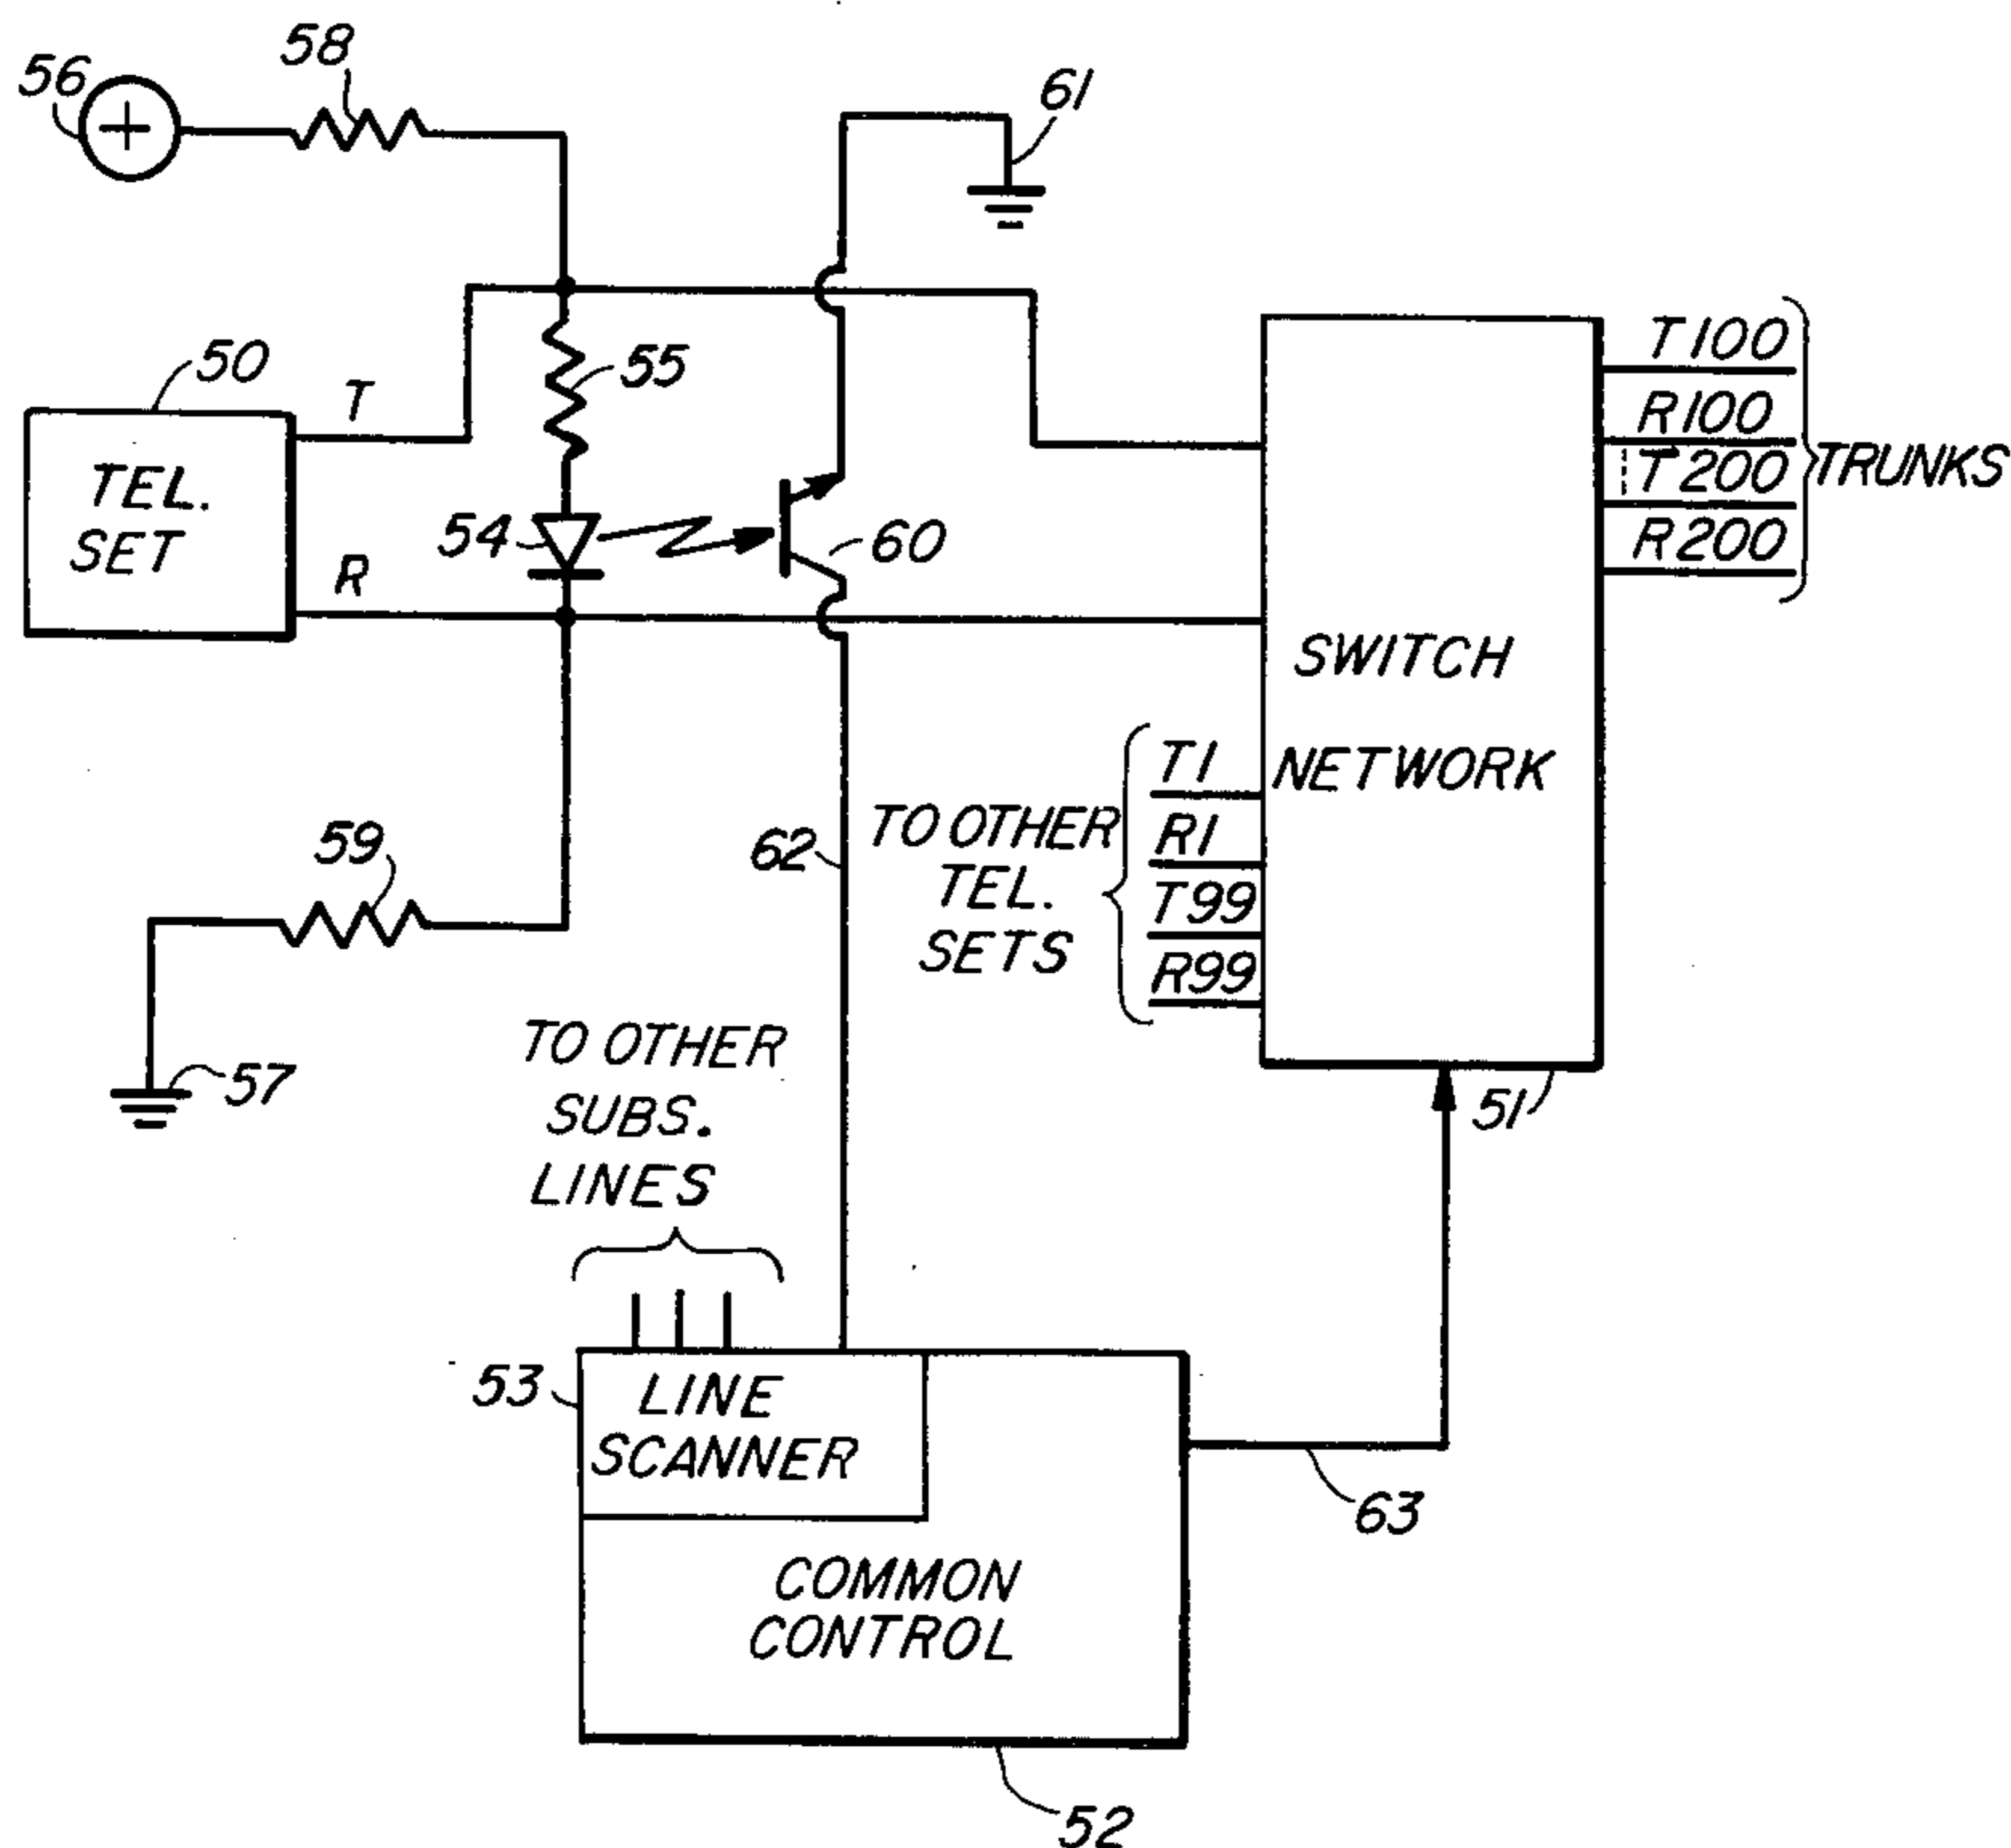 56
58
61
50
T
55
TEL.
SET
54
60
R
T100
R100
T200
R200
TRUNKS
SWITCH
NETWORK
59
62
TO OTHER
TEL.
SETS
T1
R1
T99
R99
57
51
TO OTHER
SUBS.
LINES
53
LINE
SCANNER
63
COMMON
CONTROL
52